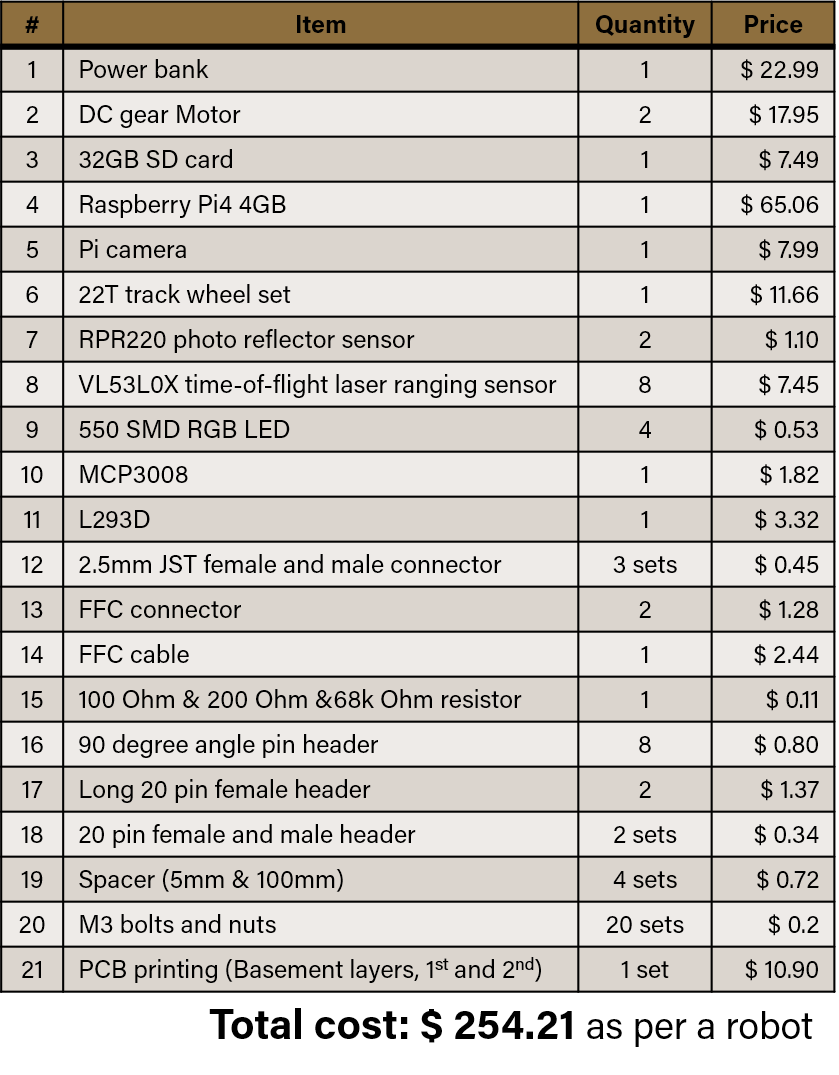 # Item Quantity Price
1 Power bank 1 $ 22.99
2 DC gear Motor 2 $ 17.95
3 32GB SD card 1 $ 7.49
4 Raspberry Pi4 4GB 1 $ 65.06
5 Pi camera 1 $ 7.99
6 22T track wheel set 1 $ 11.66
7 RPR220 photo reflector sensor 2 $ 1.10
8 VL53L0X time-of-flight laser ranging sensor 8 $ 7.45
9 550 SMD RGB LED 4 $ 0.53
10 MCP3008 1 $ 1.82
11 L293D 1 $ 3.32
12 2.5mm JST female and male connector 3 sets $ 0.45
13 FFC connector 2 $ 1.28
14 FFC cable 1 $ 2.44
15 100 Ohm & 200 Ohm &68k Ohm resistor 1 $ 0.11
16 90 degree angle pin header 8 $ 0.80
17 Long 20 pin female header 2 $ 1.37
18 20 pin female and male header 2 sets $ 0.34
19 Spacer (5mm & 100mm) 4 sets $ 0.72
20 M3 bolts and nuts 20 sets $ 0.2
21 PCB printing (Basement layers, 1st and 2nd) 1 set $ 10.90
Total cost: $ 254.21 as per a robot